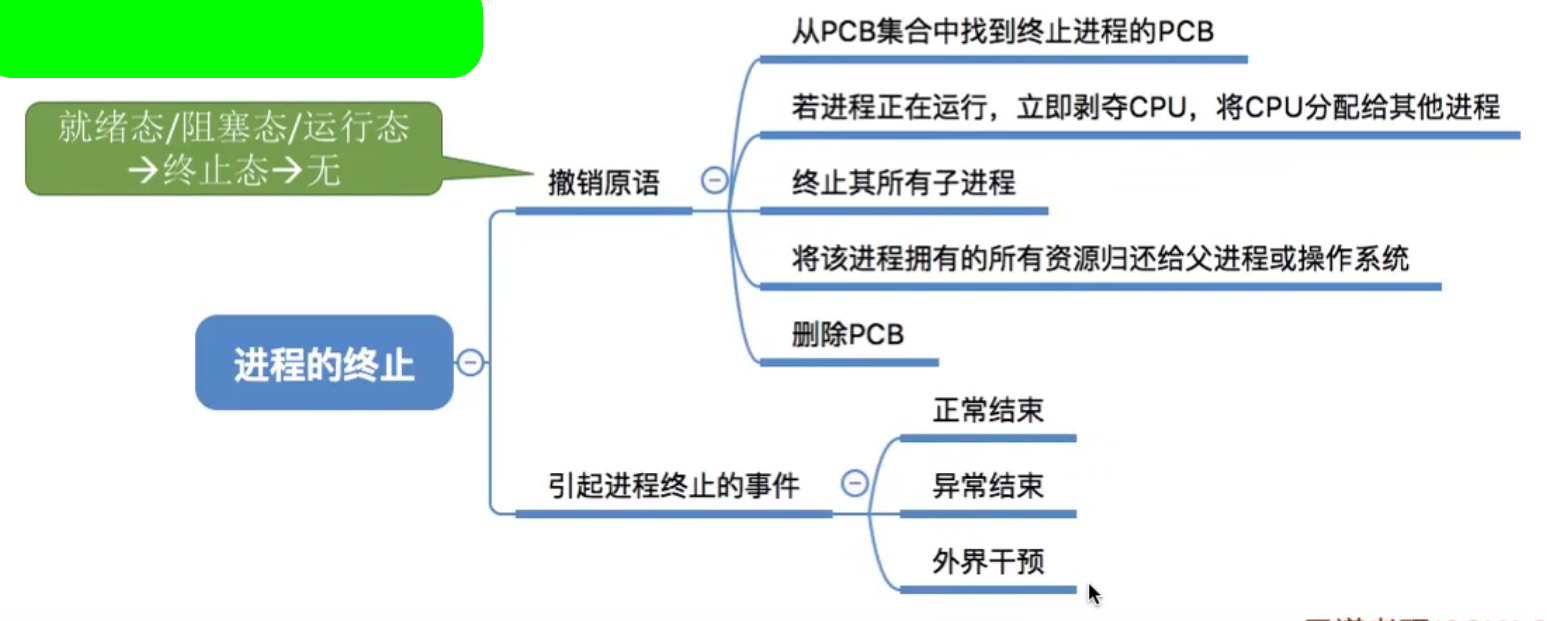 从PCB集合中找到终止进程的PCB
若进程正在运行，立即剥夺CPU，将CPU分配给其他进程
就绪态/阻塞态/运行态
→终止态→无
撤销原语
终止其所有子进程
将该进程拥有的所有资源归还给父进程或操作系统
删除PCB
进程的终止
正常结束
引起进程终止的事件
异常结束
外界干预